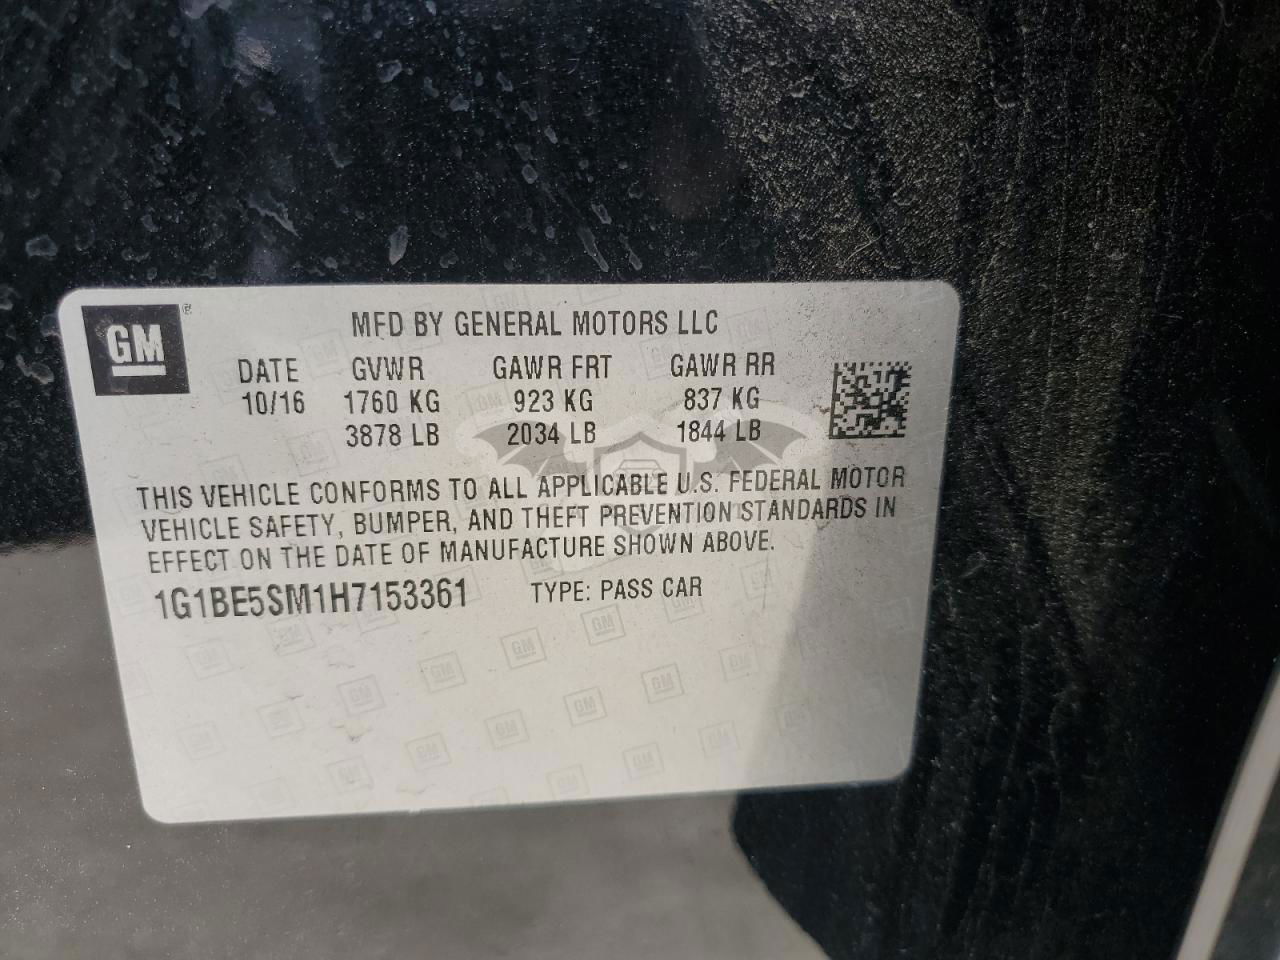 GM ®
MFD BY GENERAL MOTORS LLC
DATE GVWR GAWR FRT GAWR RR
10/16 1760 KG 923 KG 837 KG
3878 LB 2034 LB 1844 LB
THIS VEHICLE CONFORMS TO ALL APPLICABLE U.S. FEDERAL MOTOR
VEHICLE SAFETY, BUMPER, AND THEFT PREVENTION STANDARDS IN
EFFECT ON THE DATE OF MANUFACTURE SHOWN ABOVE.
1G1BE5SM1H7153361 TYPE: PASS CAR